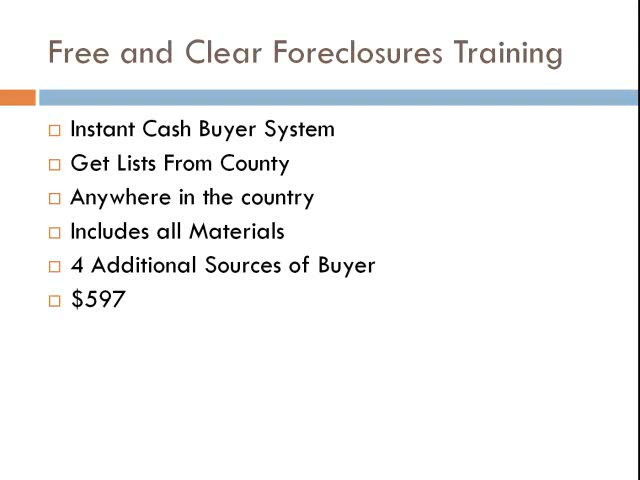 Free and Clear Foreclosures Training
Instant Cash Buyer System
Get Lists From County
Anywhere in the country
Includes all Materials
4 Additional Sources of Buyer
$597